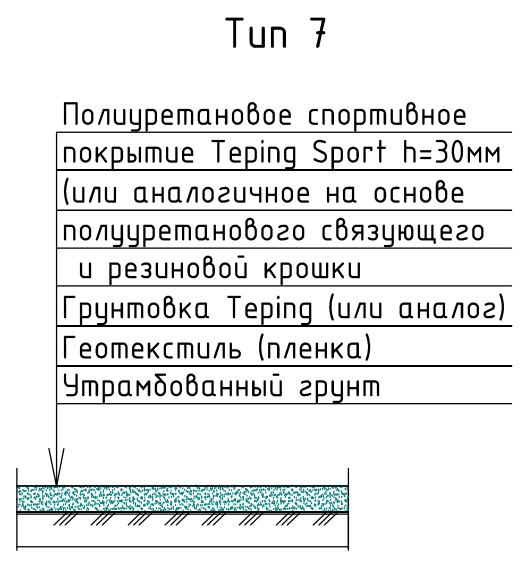 Тип 7
Полиуретановое спортивное
покрытие Teping Sport h=30мм
(или аналогичное на основе
полууретанового связующего
и резиновой крошки
Грунтовка Teping (или аналог)
Геотекстиль (пленка)
Утрамбованный грунт